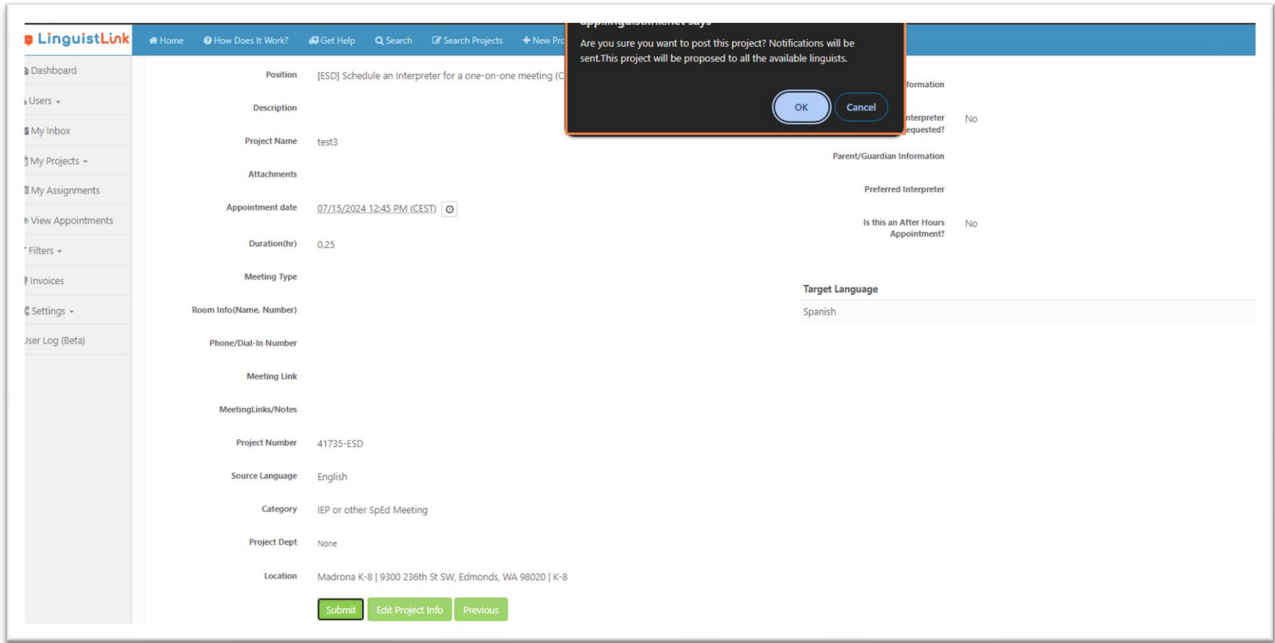 LinguistLink
Home How Does It Work? Get Help Search Search Projects New
app.linguistlink.net says
Are you sure you want to post this project? Notifications will be
sent.This project will be proposed to all the available linguists.
OK Cancel
Dashboard
Users
My Inbox
My Projects
My Assignments
View Appointments
Filters
Invoices
Settings
User Log (Beta)
Position [ESD] Schedule an Interpreter for a one-on-one meeting
Description
Project Name test3
Attachments
Appointment date 07/15/2024 12:45 PM (CEST)
Duration(hr) 0.25
Meeting Type
Room Info(Name, Number)
Phone/Dial-In Number
Meeting Link
MeetingLinks/Notes
Project Number 41735-ESD
Source Language English
Category IEP or other SpEd Meeting
Project Dept None
Location Madrona K-8 | 9300 236th St SW, Edmonds, WA 98020 | K-8
Submit Edit Project Info Previous
No
Parent/Guardian Information
Preferred Interpreter
Is this an After Hours
Appointment?
No
Target Language
Spanish